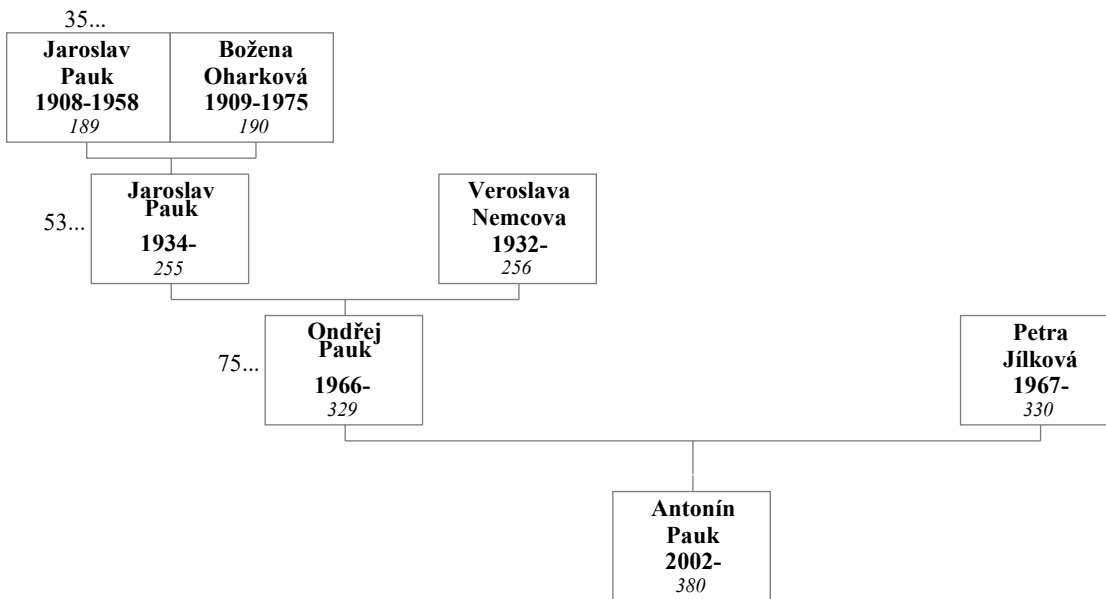 35...
Jaroslav
Pauk
1908-1958
189
Božena
Oharková
1909-1975
190
53...
Jaroslav
Pauk
1934-
255
Veroslava
Nemcova
1932-
256
75...
Ondřej
Pauk
1966-
329
Petra
Jílková
1967-
330
Antonín
Pauk
2002-
380